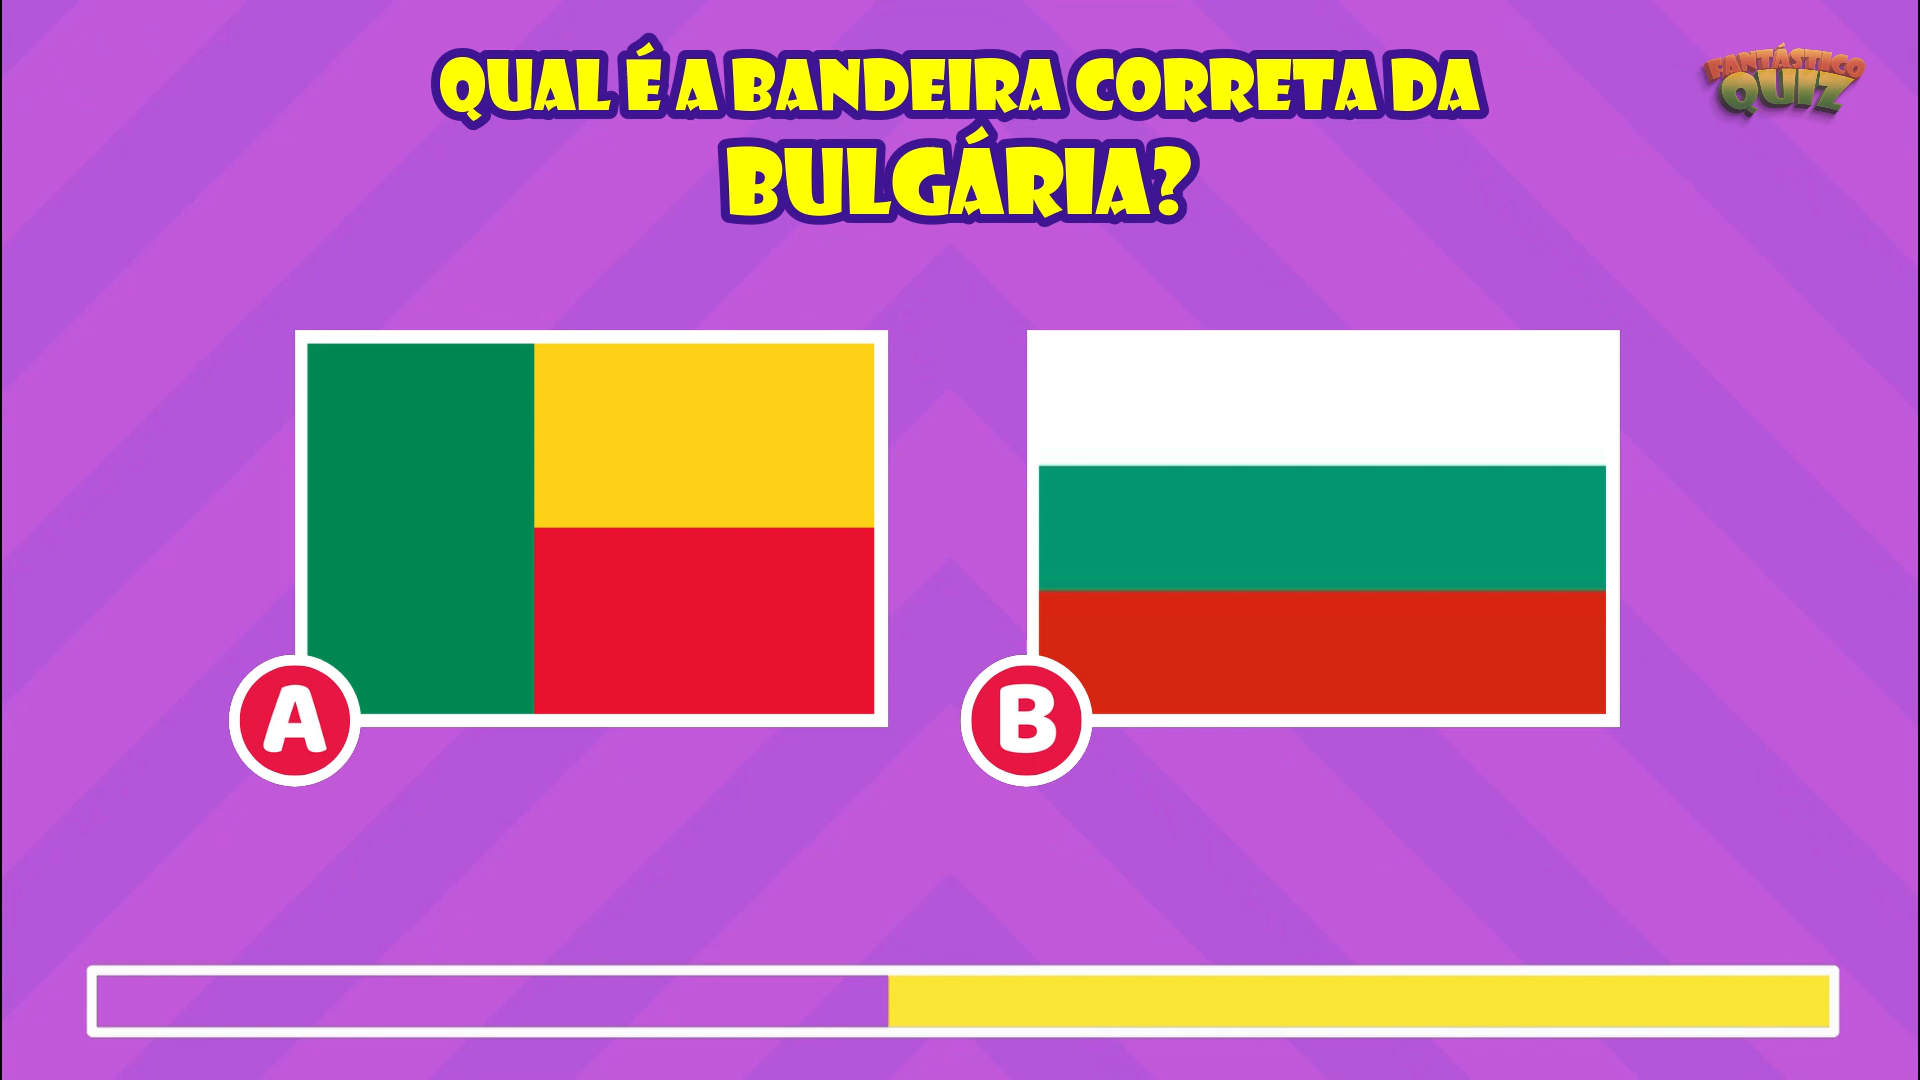 QUAL É A BANDEIRA CORRETA DA
BULGÁRIA?
FANTÁSTICO
QUIZ
A
B